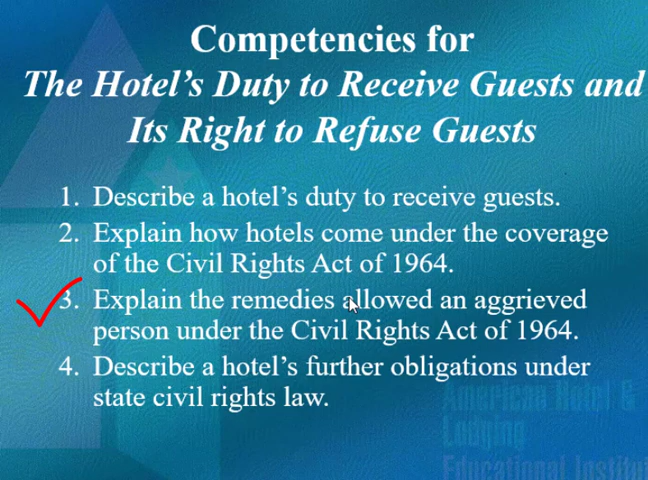 Competencies for
The Hotel's Duty to Receive Guests and
Its Right to Refuse Guests
1. Describe a hotel's duty to receive guests.
2. Explain how hotels come under the coverage
of the Civil Rights Act of 1964.
3. Explain the remedies allowed an aggrieved
person under the Civil Rights Act of 1964.
4. Describe a hotel's further obligations under
state civil rights law.
American Hotel &
Lodging
Educational Institu